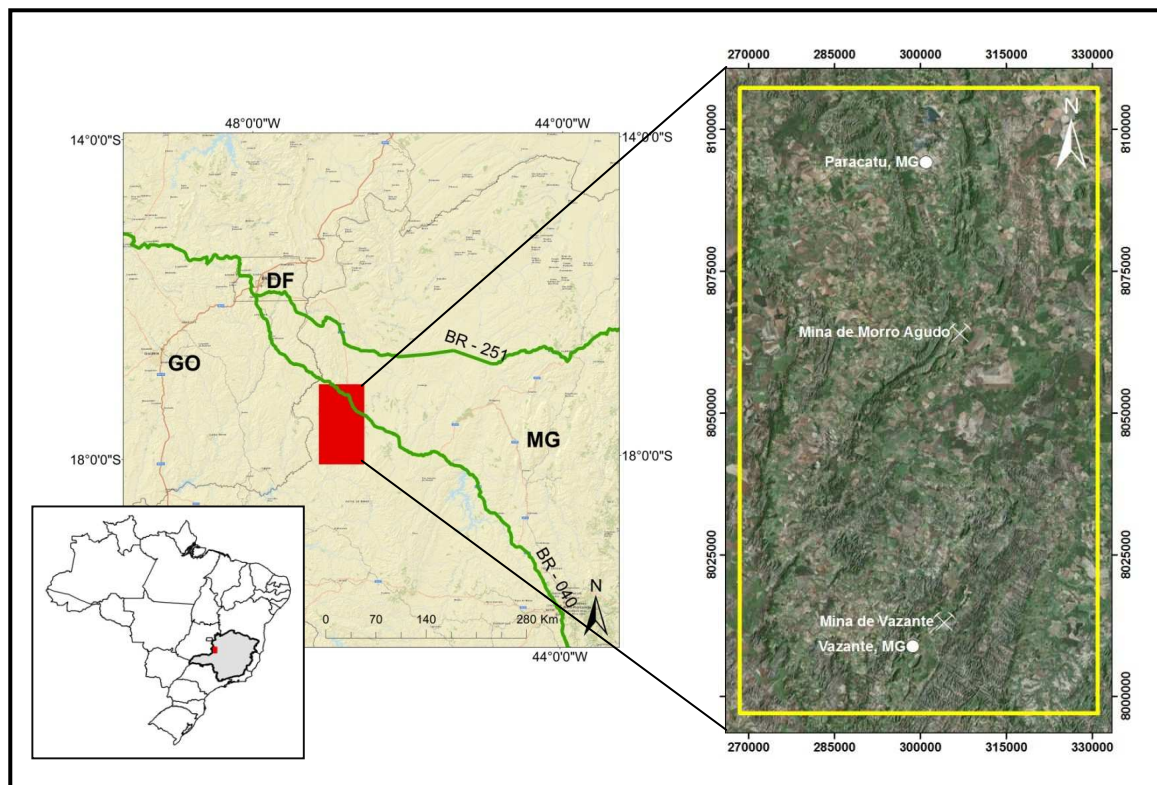 48°0'0"W
44°0'0"W
14°0'0"S
14°0'0"S
DF
GO
BR - 251
MG
18°0'0"S
18°0'0"S
BR - 040
N
0 70 140 280 Km
44°0'0"W
270000 285000 300000 315000 330000
N
8100000
8100000
Paracatu, MG
8075000
8075000
Mina de Morro Agudo
8050000
8050000
8025000
8025000
Mina de Vazante
Vazante, MG
8000000
8000000
270000 285000 300000 315000 330000